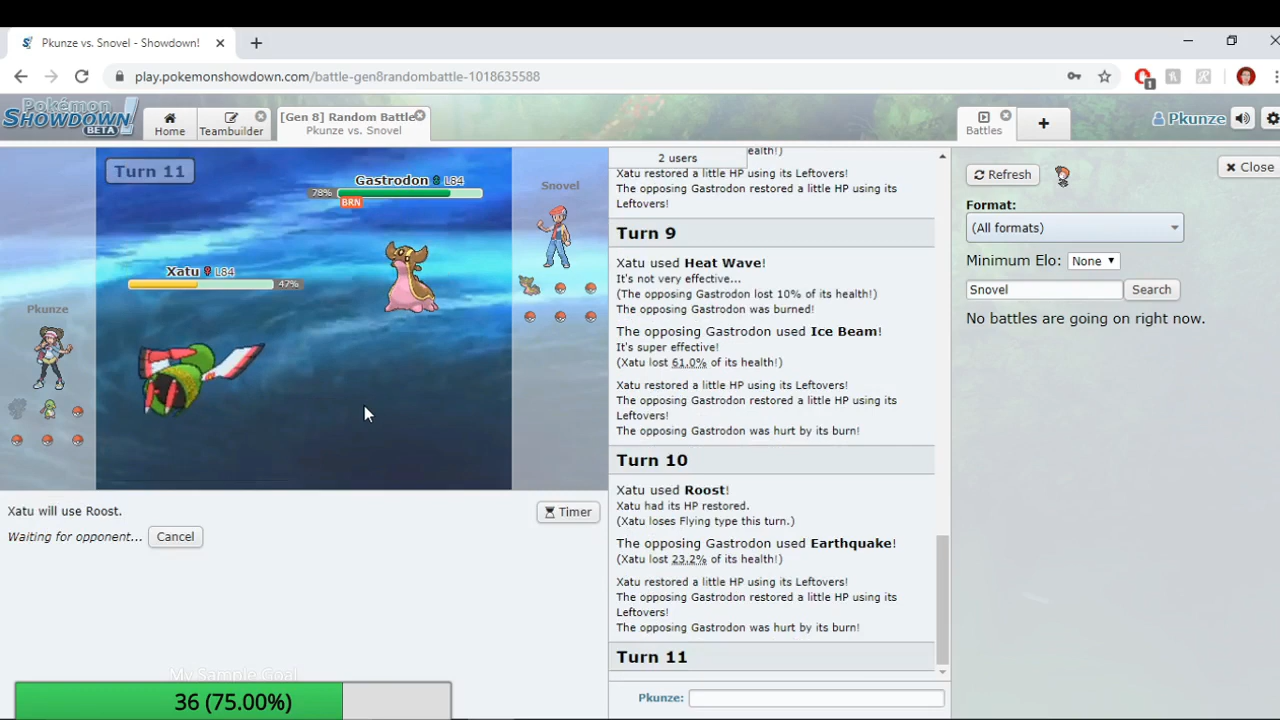 Pkunze vs. Snovel - Showdown!
play.pokemonshowdown.com/battle-gen8randombattle-1018635588
1
Pokémon
SHOWDOWN!
BETA
Home
Teambuilder
[Gen 8] Random Battle
Pkunze vs. Snovel
Battles
Pkunze
Turn 11
Gastrodon L84
78%
BRN
Xatu L84
47%
Pkunze
Snovel
2 users
ealth!)
Xatu restored a little HP using its Leftovers!
The opposing Gastrodon restored a little HP using its
Leftovers!
Turn 9
Xatu used Heat Wave!
It's not very effective...
(The opposing Gastrodon lost 10% of its health!)
The opposing Gastrodon was burned!
The opposing Gastrodon used Ice Beam!
It's super effective!
(Xatu lost 61.0% of its health!)
Xatu restored a little HP using its Leftovers!
The opposing Gastrodon restored a little HP using its
Leftovers!
The opposing Gastrodon was hurt by its burn!
Turn 10
Xatu used Roost!
Xatu had its HP restored.
(Xatu loses Flying type this turn.)
The opposing Gastrodon used Earthquake!
(Xatu lost 23.2% of its health!)
Xatu restored a little HP using its Leftovers!
The opposing Gastrodon restored a little HP using its
Leftovers!
The opposing Gastrodon was hurt by its burn!
Turn 11
Pkunze:
Refresh
Close
Format:
(All formats)
Minimum Elo: None
Snovel Search
No battles are going on right now.
Xatu will use Roost.
Timer
Waiting for opponent... Cancel
My Sample Goal
36 (75.00%)